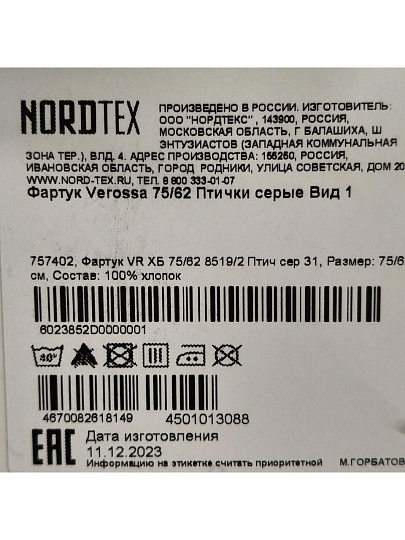 NORDTEX
ПРОИЗВЕДЕНО В РОССИИ. ИЗГОТОВИТЕЛЬ:
ООО "НОРДТЕКС" , 143900, РОССИЯ,
МОСКОВСКАЯ ОБЛАСТЬ, Г БАЛАШИХА, Ш
ЭНТУЗИАСТОВ (ЗАПАДНАЯ КОММУНАЛЬНАЯ
ЗОНА ТЕР.), ВЛД. 4. АДРЕС ПРОИЗВОДСТВА: 155250, РОССИЯ,
ИВАНОВСКАЯ ОБЛАСТЬ, ГОРОД РОДНИКИ, УЛИЦА СОВЕТСКАЯ, ДОМ 20
WWW.NORD-TEX.RU, ТЕЛ. 8 800 333-01-07
Фартук Verossa 75/62 Птички серые Вид 1
757402, Фартук VR ХБ 75/62 8519/2 Птич сер 31, Размер: 75/6
см, Состав: 100% хлопок
6023852D0000001
40°
4670082618149 4501013088
EAC
Дата изготовления
11.12.2023
Информацию на этикетке считать приоритетной М.ГОРБАТОВ